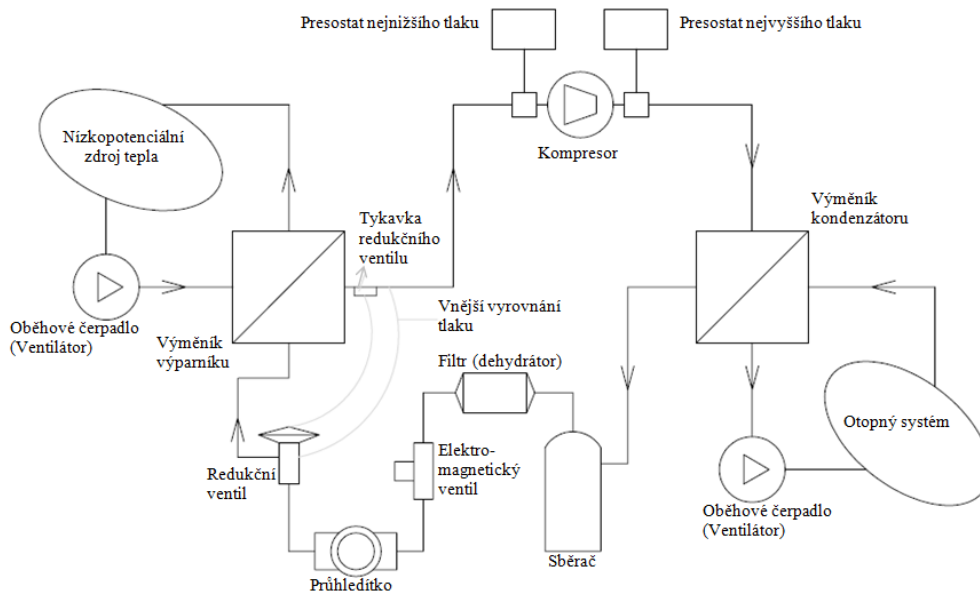 Presostat nejnižšího tlaku
Presostat nejvyššího tlaku
Nízkopotenciální
zdroj tepla
Kompresor
Tykavka
redukčního
ventilu
Výměník
kondenzátoru
Vnější vyrovnání
tlaku
Oběhové čerpadlo
(Ventilátor)
Výměník
výparníku
Filtr (dehydrátor)
Otopný systém
Elektro-
magnetický
ventil
Redukční
ventil
Oběhové čerpadlo
(Ventilátor)
Sběrač
Průhledítko